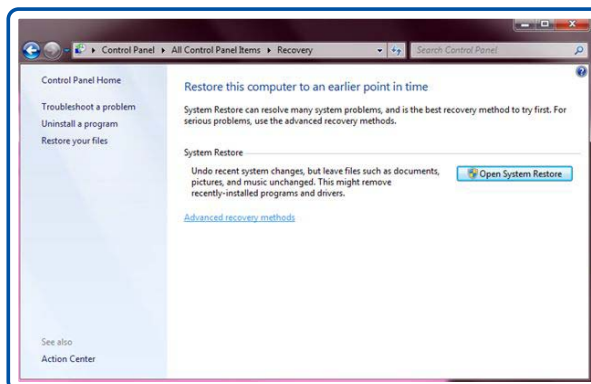 Control Panel ▸ All Control Panel Items ▸ Recovery
Search Control Panel
Control Panel Home
Troubleshoot a problem
Uninstall a program
Restore your files
See also
Action Center
Restore this computer to an earlier point in time
System Restore can resolve many system problems, and is the best recovery method to try first. For
serious problems, use the advanced recovery methods.
System Restore
Undo recent system changes, but leave files such as documents,
pictures, and music unchanged. This might remove
recently-installed programs and drivers.
Open System Restore
Advanced recovery methods